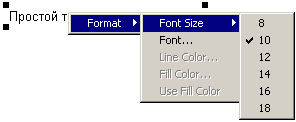 Простой т
Format
Font Size
Font...
Line Color...
Fill Color...
Use Fill Color
8
10
12
14
16
18